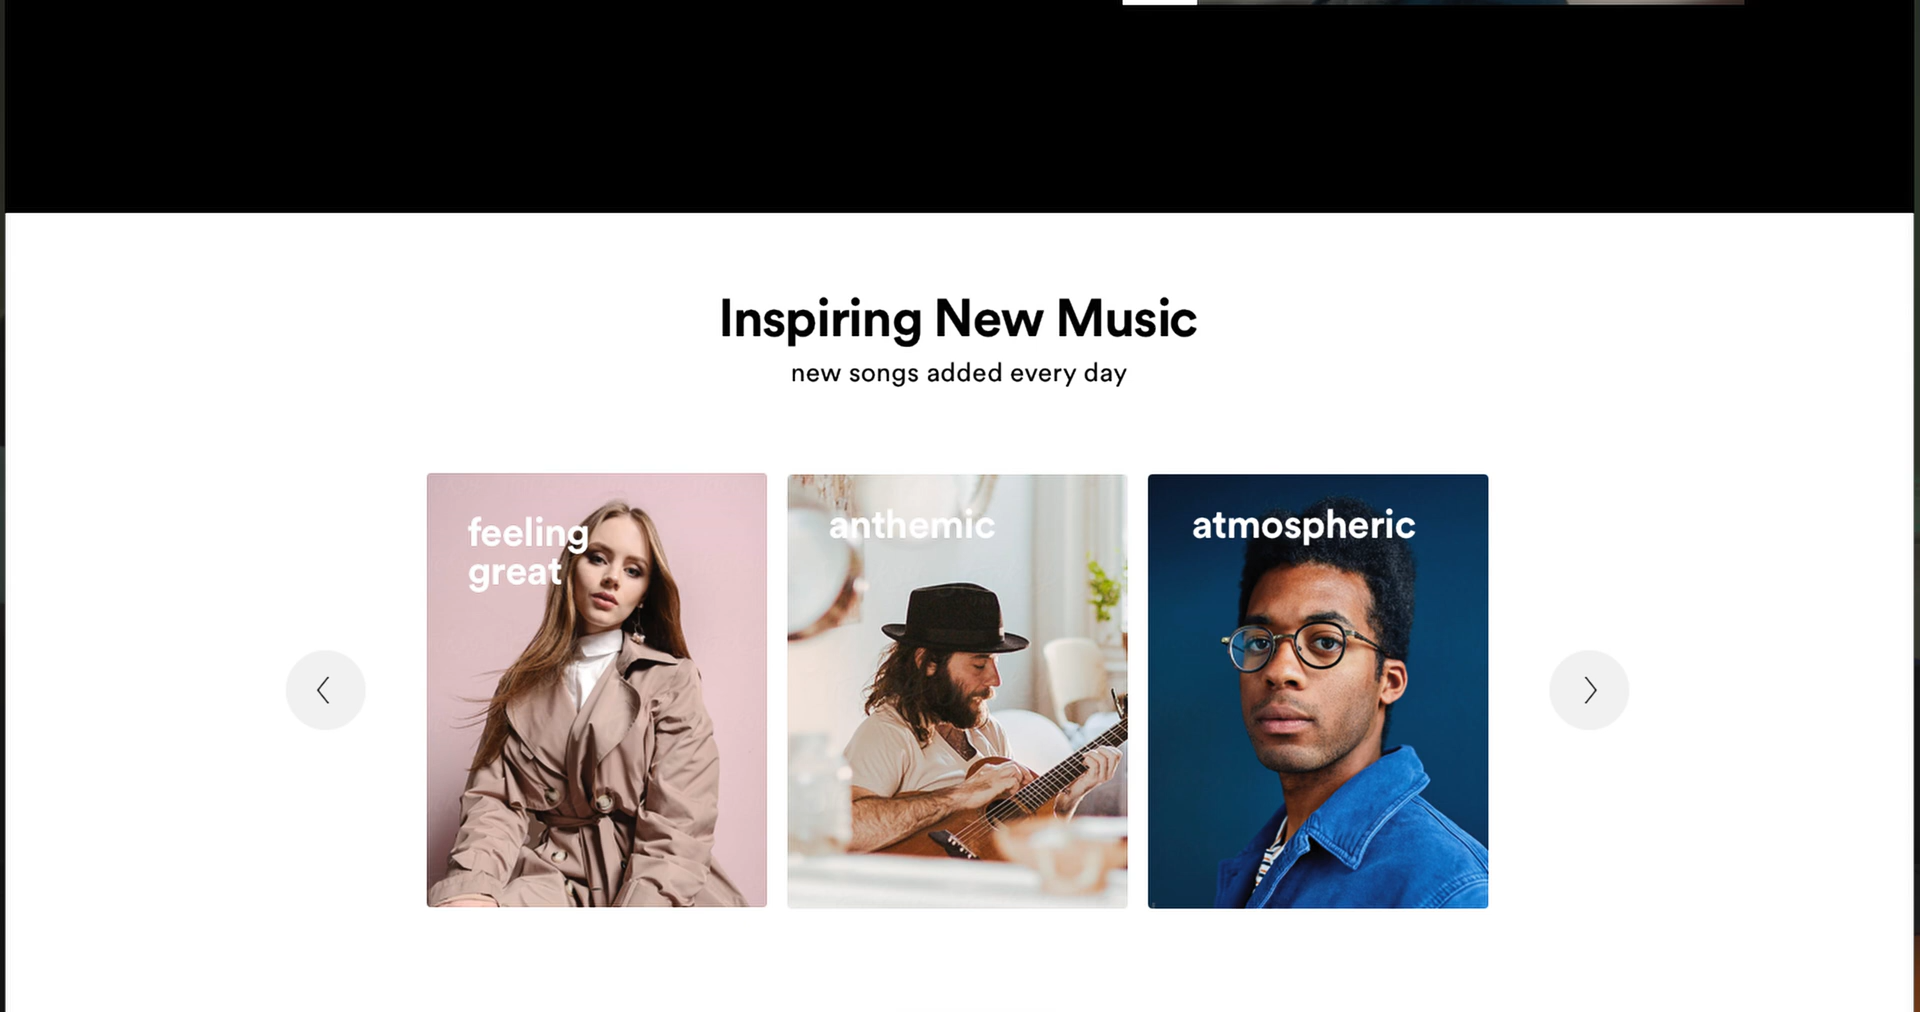 Inspiring New Music
new songs added every day
feeling
great
anthemic
atmospheric